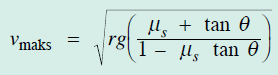 v_maks = √(rg((μ_s + tan θ)/(1 − μ_s tan θ)))